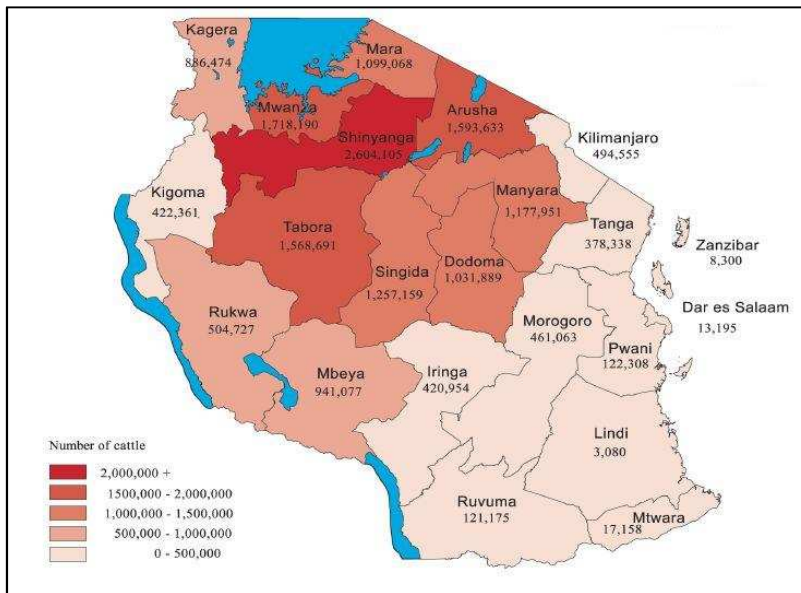 Kagera
886,474
Mara
1,099,068
Mwanza
1,718,190
Arusha
1,593,633
Shinyanga
2,604,105
Kilimanjaro
494,555
Kigoma
422,361
Manyara
1,177,951
Tanga
378,338
Tabora
1,568,691
Zanzibar
8,300
Dodoma
1,031,889
Singida
1,257,159
Dar es Salaam
13,195
Rukwa
504,727
Morogoro
461,063
Pwani
122,308
Mbeya
941,077
Iringa
420,954
Lindi
3,080
Ruvuma
121,175
Mtwara
17,158
Number of cattle
2,000,000 +
1500,000 - 2,000,000
1,000,000 - 1,500,000
500,000 - 1,000,000
0 - 500,000